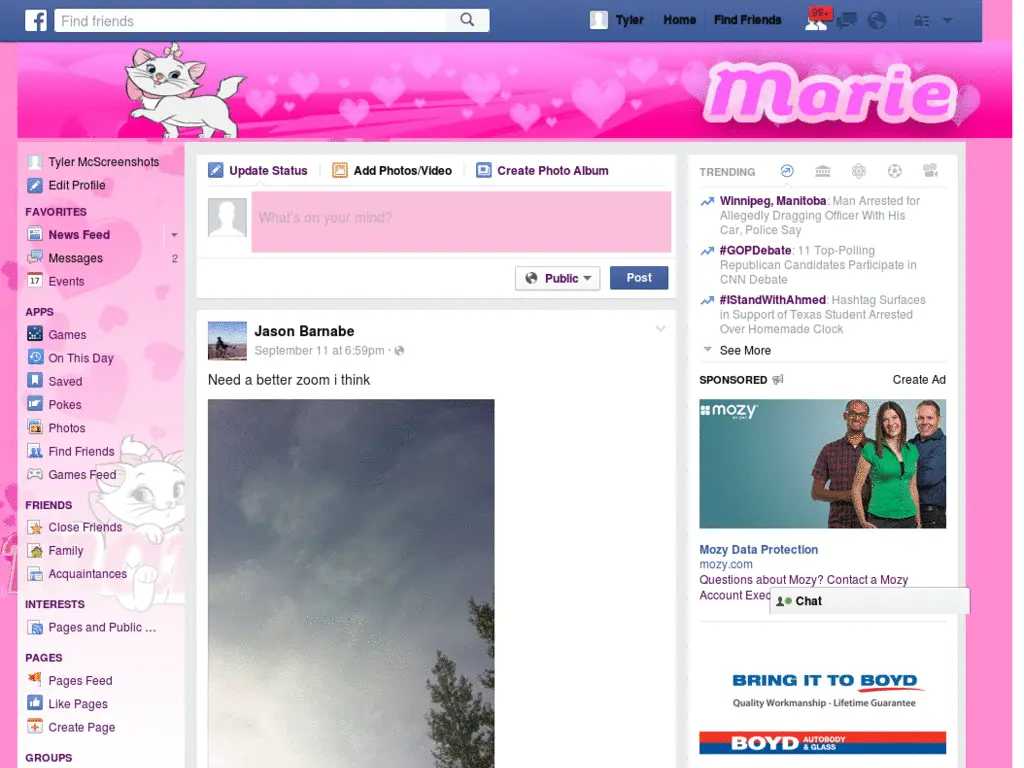 Find friends
Tyler
Home
Find Friends
99+
Marie
Tyler McScreenshots
Edit Profile
FAVORITES
News Feed
Messages 2
17 Events
APPS
Games
On This Day
Saved
Pokes
Photos
Find Friends
Games Feed
FRIENDS
Close Friends
Family
Acquaintances
INTERESTS
Pages and Public ...
PAGES
Pages Feed
Like Pages
Create Page
GROUPS
Update Status
Add Photos/Video
Create Photo Album
What's on your mind?
Public
Post
Jason Barnabe
September 11 at 6:59pm ·
Need a better zoom i think
TRENDING
Winnipeg, Manitoba: Man Arrested for
Allegedly Dragging Officer With His
Car, Police Say
#GOPDebate: 11 Top-Polling
Republican Candidates Participate in
CNN Debate
#IStandWithAhmed: Hashtag Surfaces
in Support of Texas Student Arrested
Over Homemade Clock
See More
SPONSORED
Create Ad
mozy
Mozy Data Protection
mozy.com
Questions about Mozy? Contact a Mozy
Account Exec
Chat
BRING IT TO BOYD
Quality Workmanship - Lifetime Guarantee
BOYD AUTOBODY
& GLASS